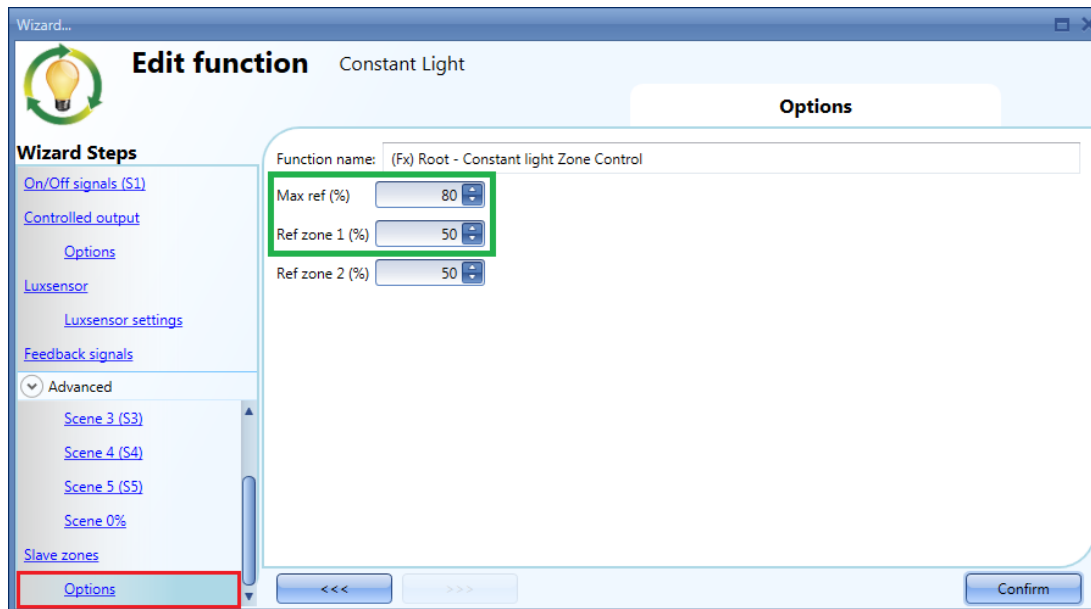 Wizard...
Edit function Constant Light
Options
Wizard Steps
On/Off signals (S1)
Controlled output
Options
Luxsensor
Luxsensor settings
Feedback signals
Advanced
Scene 3 (S3)
Scene 4 (S4)
Scene 5 (S5)
Scene 0%
Slave zones
Options
Function name: (Fx) Root - Constant light Zone Control
Max ref (%) 80
Ref zone 1 (%) 50
Ref zone 2 (%) 50
<<< >>> Confirm